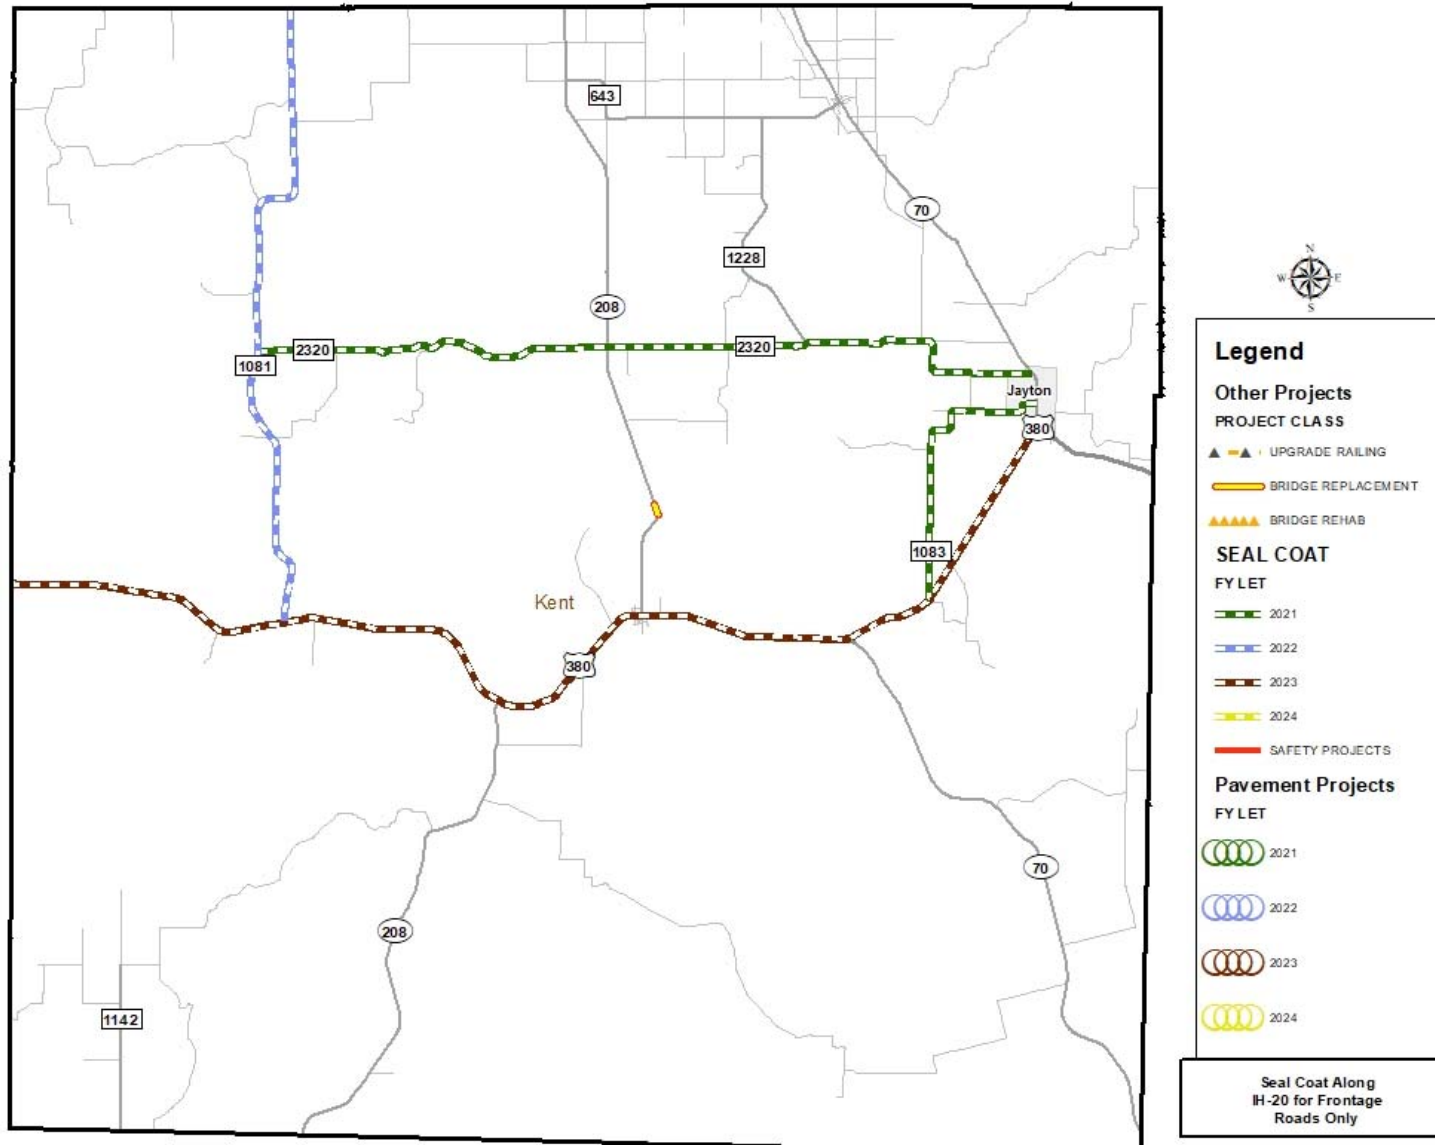 643
70
1228
208
2320
2320
1081
Jayton
380
1083
Kent
380
70
208
1142
N
W E
S
Legend
Other Projects
PROJECT CLASS
UPGRADE RAILING
BRIDGE REPLACEMENT
BRIDGE REHAB
SEAL COAT
FY LET
2021
2022
2023
2024
SAFETY PROJECTS
Pavement Projects
FY LET
2021
2022
2023
2024
Seal Coat Along
IH-20 for Frontage
Roads Only